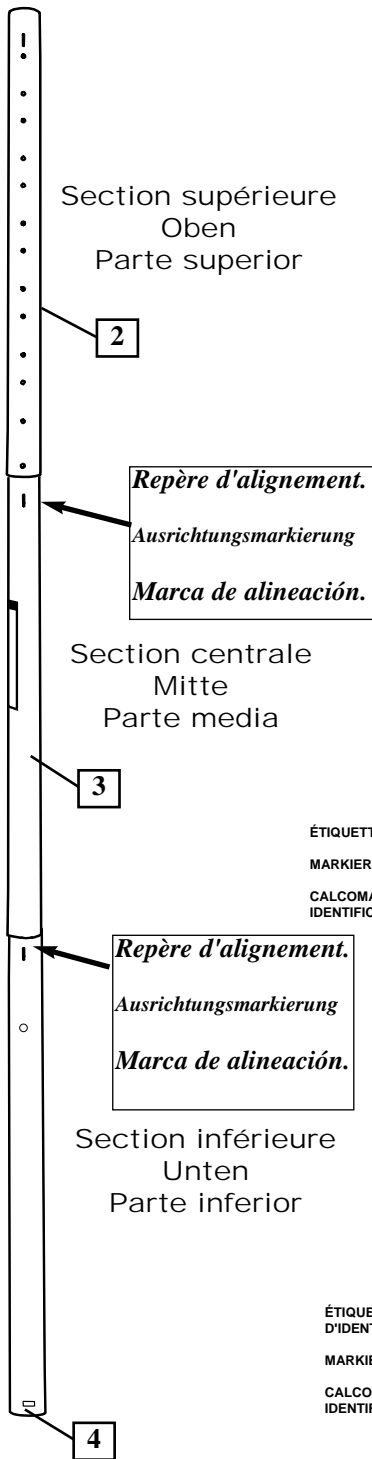 Section supérieure
Oben
Parte superior
2
Repère d'alignement.
Ausrichtungsmarkierung
Marca de alineación.
Section centrale
Mitte
Parte media
3
ÉTIQUETT
MARKIER
CALCOMA
IDENTIFIC
Repère d'alignement.
Ausrichtungsmarkierung
Marca de alineación.
Section inférieure
Unten
Parte inferior
ÉTIQUE
D'IDENT
MARKIE
CALCO
IDENTIF
4